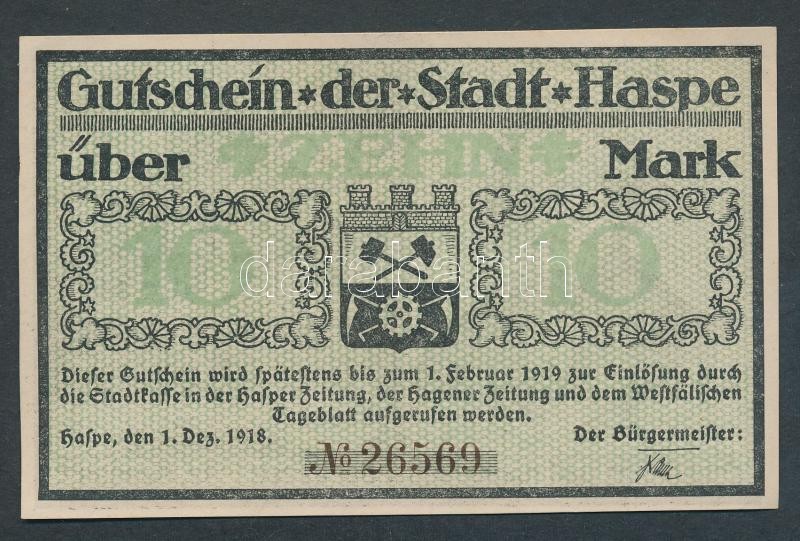 Gutschein * der * Stadt * Haspe
über ZEHN Mark
10 10
darabanth
Dieser Gutschein wird spätestens bis zum 1. Februar 1919 zur Einlösung durch
die Stadtkasse in der Hasper Zeitung, der Hagener Zeitung und dem Westfälischen
Tageblatt aufgerufen werden.
Haspe, den 1. Dez. 1918. Der Bürgermeister:
No 26569